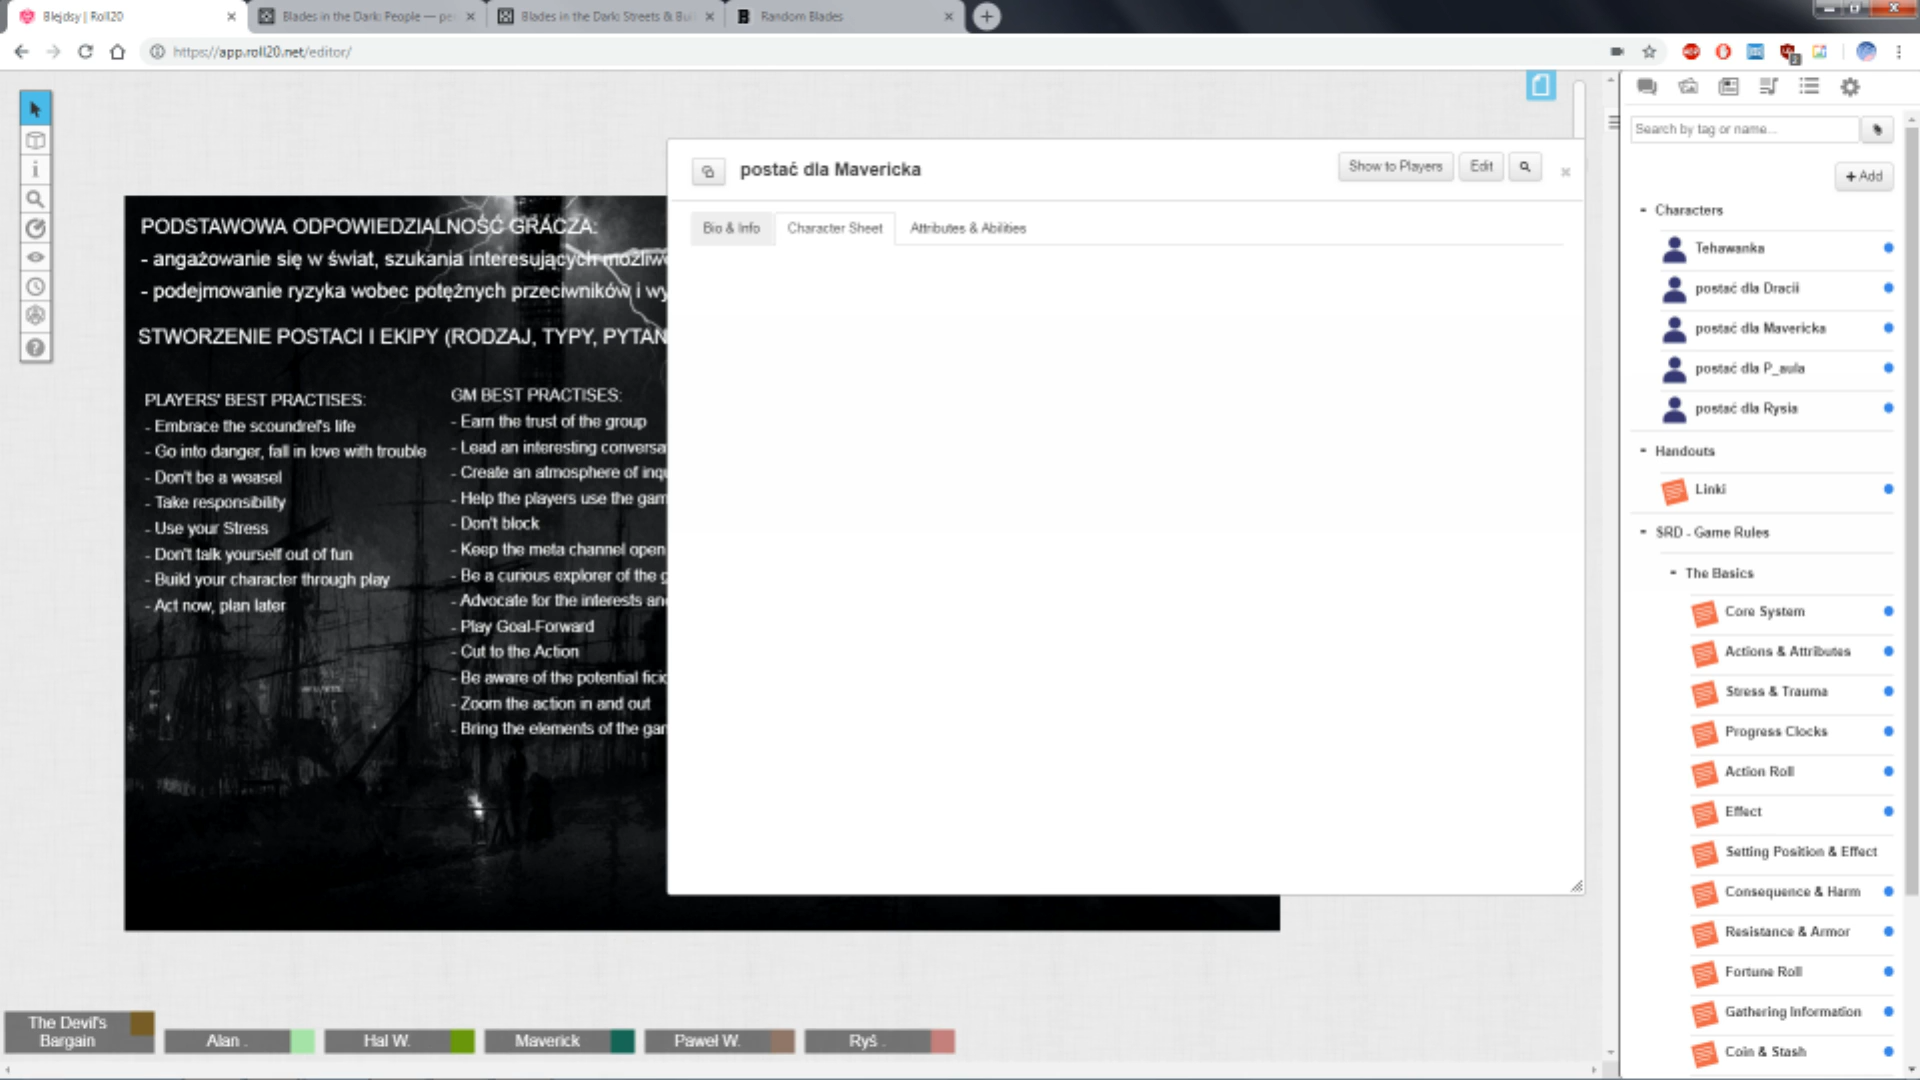 Blejdsy | Roll20
Blades in the Dark: People — pe
Blades in the Dark: Streets & Bui
Random Blades
https://app.roll20.net/editor/
postać dla Mavericka
Show to Players
Edit
Bio & Info
Character Sheet
Attributes & Abilities
PODSTAWOWA ODPOWIEDZIALNOŚĆ GRACZA:
- angażowanie się w świat, szukania interesujących możliwo
- podejmowanie ryzyka wobec potężnych przeciwników i wy
STWORZENIE POSTACI I EKIPY (RODZAJ, TYPY, PYTAN
PLAYERS' BEST PRACTISES:
- Embrace the scoundrel's life
- Go into danger, fall in love with trouble
- Don't be a weasel
- Take responsibility
- Use your Stress
- Don't talk yourself out of fun
- Build your character through play
- Act now, plan later
GM BEST PRACTISES:
- Earn the trust of the group
- Lead an interesting conversa
- Create an atmosphere of inqu
- Help the players use the gam
- Don't block
- Keep the meta channel open
- Be a curious explorer of the g
- Advocate for the interests and
- Play Goal-Forward
- Cut to the Action
- Be aware of the potential ficic
- Zoom the action in and out
- Bring the elements of the gam
The Devil's
Bargain
Alan .
Hal W.
Maverick
Paweł W.
Ryś .
Search by tag or name...
+ Add
Characters
Tehawanka
postać dla Dracii
postać dla Mavericka
postać dla P_aula
postać dla Rysia
Handouts
Linki
SRD - Game Rules
The Basics
Core System
Actions & Attributes
Stress & Trauma
Progress Clocks
Action Roll
Effect
Setting Position & Effect
Consequence & Harm
Resistance & Armor
Fortune Roll
Gathering Information
Coin & Stash